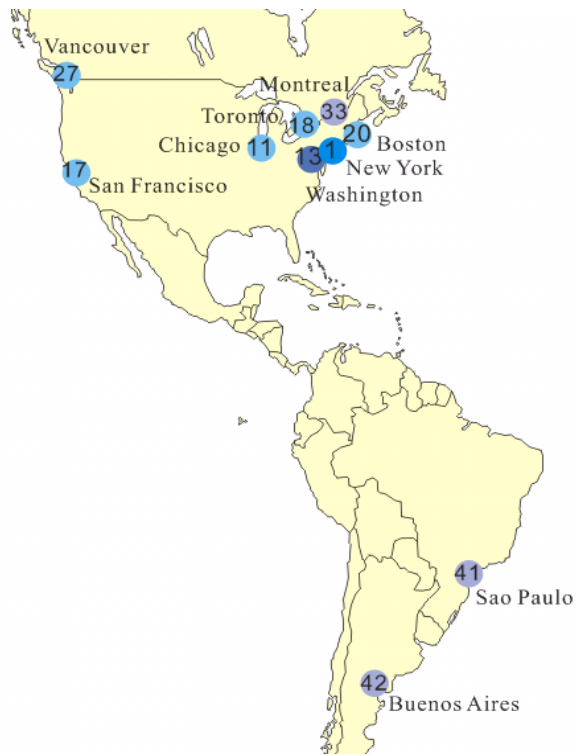 Vancouver
27
Montreal
33
Toronto
18
20
Boston
Chicago
11
13
1
New York
Washington
17
San Francisco
41
Sao Paulo
42
Buenos Aires